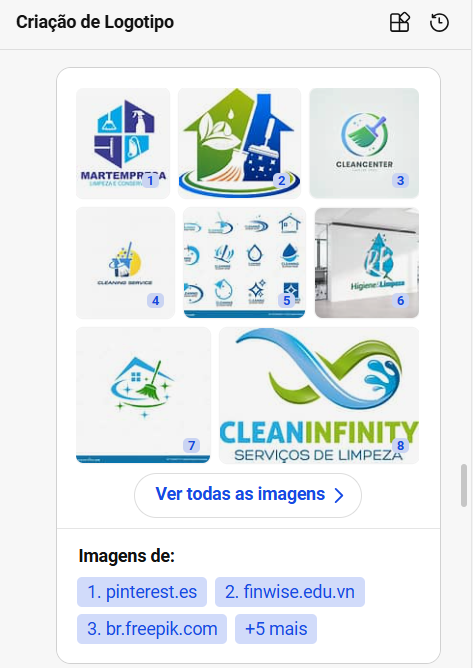 Criação de Logotipo
MARTEMPRESA
LIMPEZA E CONSERV
1
2
CLEANCENTER
3
CLEANING SERVICE
4
5
Higiene&Limpeza
6
7
CLEANINFINITY
SERVIÇOS DE LIMPEZA
8
Ver todas as imagens
Imagens de:
1. pinterest.es
2. finwise.edu.vn
3. br.freepik.com
+5 mais